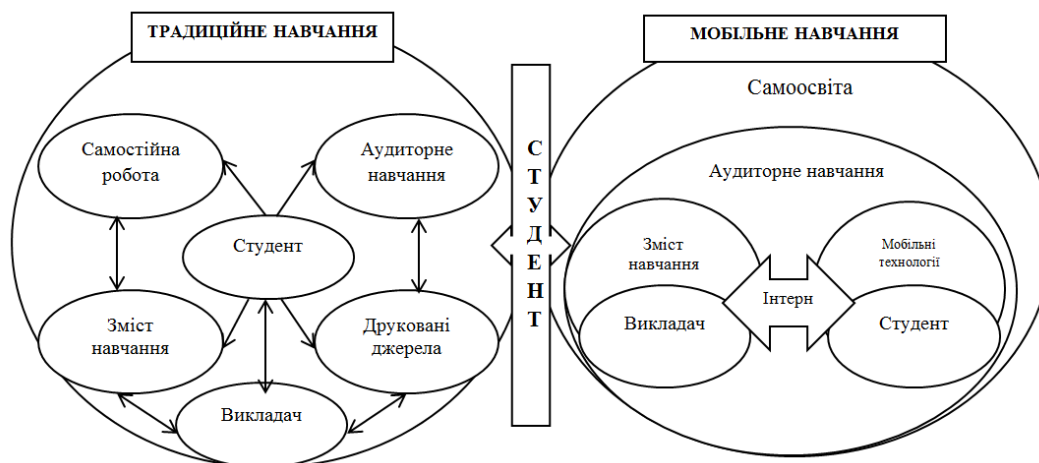 ТРАДИЦІЙНЕ НАВЧАННЯ
Самостійна
робота
Аудиторне
навчання
Студент
Зміст
навчання
Друковані
джерела
Викладач
СТУДЕНТ
МОБІЛЬНЕ НАВЧАННЯ
Самоосвіта
Аудиторне навчання
Зміст
навчання
Мобільні
технології
Інтерн
Викладач
Студент